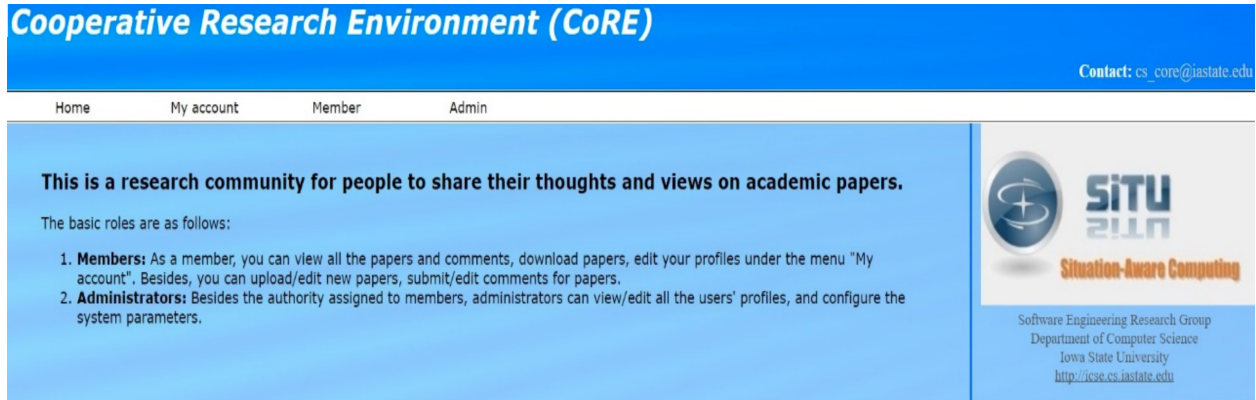 Cooperative Research Environment (CoRE)
Contact: cs_core@iastate.edu
Home My account Member Admin
This is a research community for people to share their thoughts and views on academic papers.
The basic roles are as follows:
1. Members: As a member, you can view all the papers and comments, download papers, edit your profiles under the menu "My
account". Besides, you can upload/edit new papers, submit/edit comments for papers.
2. Administrators: Besides the authority assigned to members, administrators can view/edit all the users' profiles, and configure the
system parameters.
SiTU
Situation-Aware Computing
Software Engineering Research Group
Department of Computer Science
Iowa State University
http://icse.cs.iastate.edu